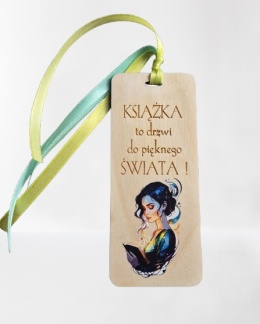 KSIĄŻKA
to drzwi
do pięknego
ŚWIATA !